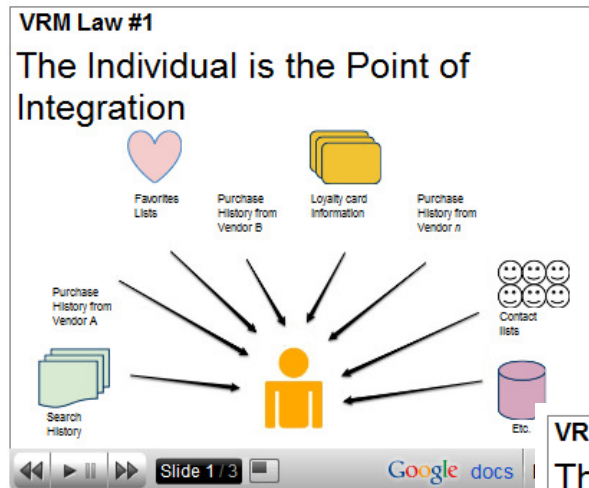 VRM Law #1
The Individual is the Point of
Integration
Favorites
Lists
Purchase
History from
Vendor B
Loyalty card
Information
Purchase
History from
Vendor n
Purchase
History from
Vendor A
Contact
lists
Search
History
Etc.
Slide 1 / 3
Google docs
VR
Th